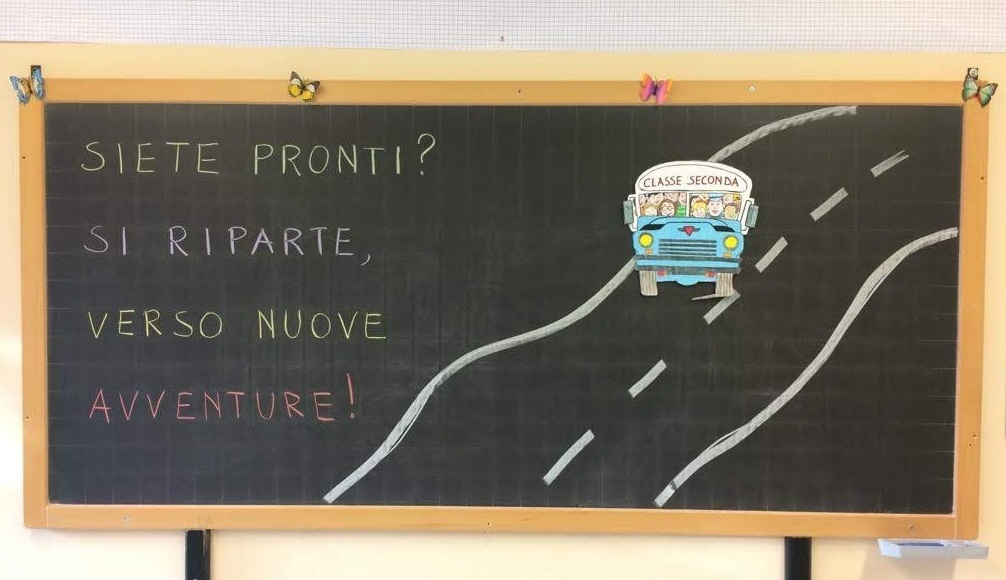 SIETE PRONTI?
SI RIPARTE,
VERSO NUOVE
AVVENTURE!
CLASSE SECONDA